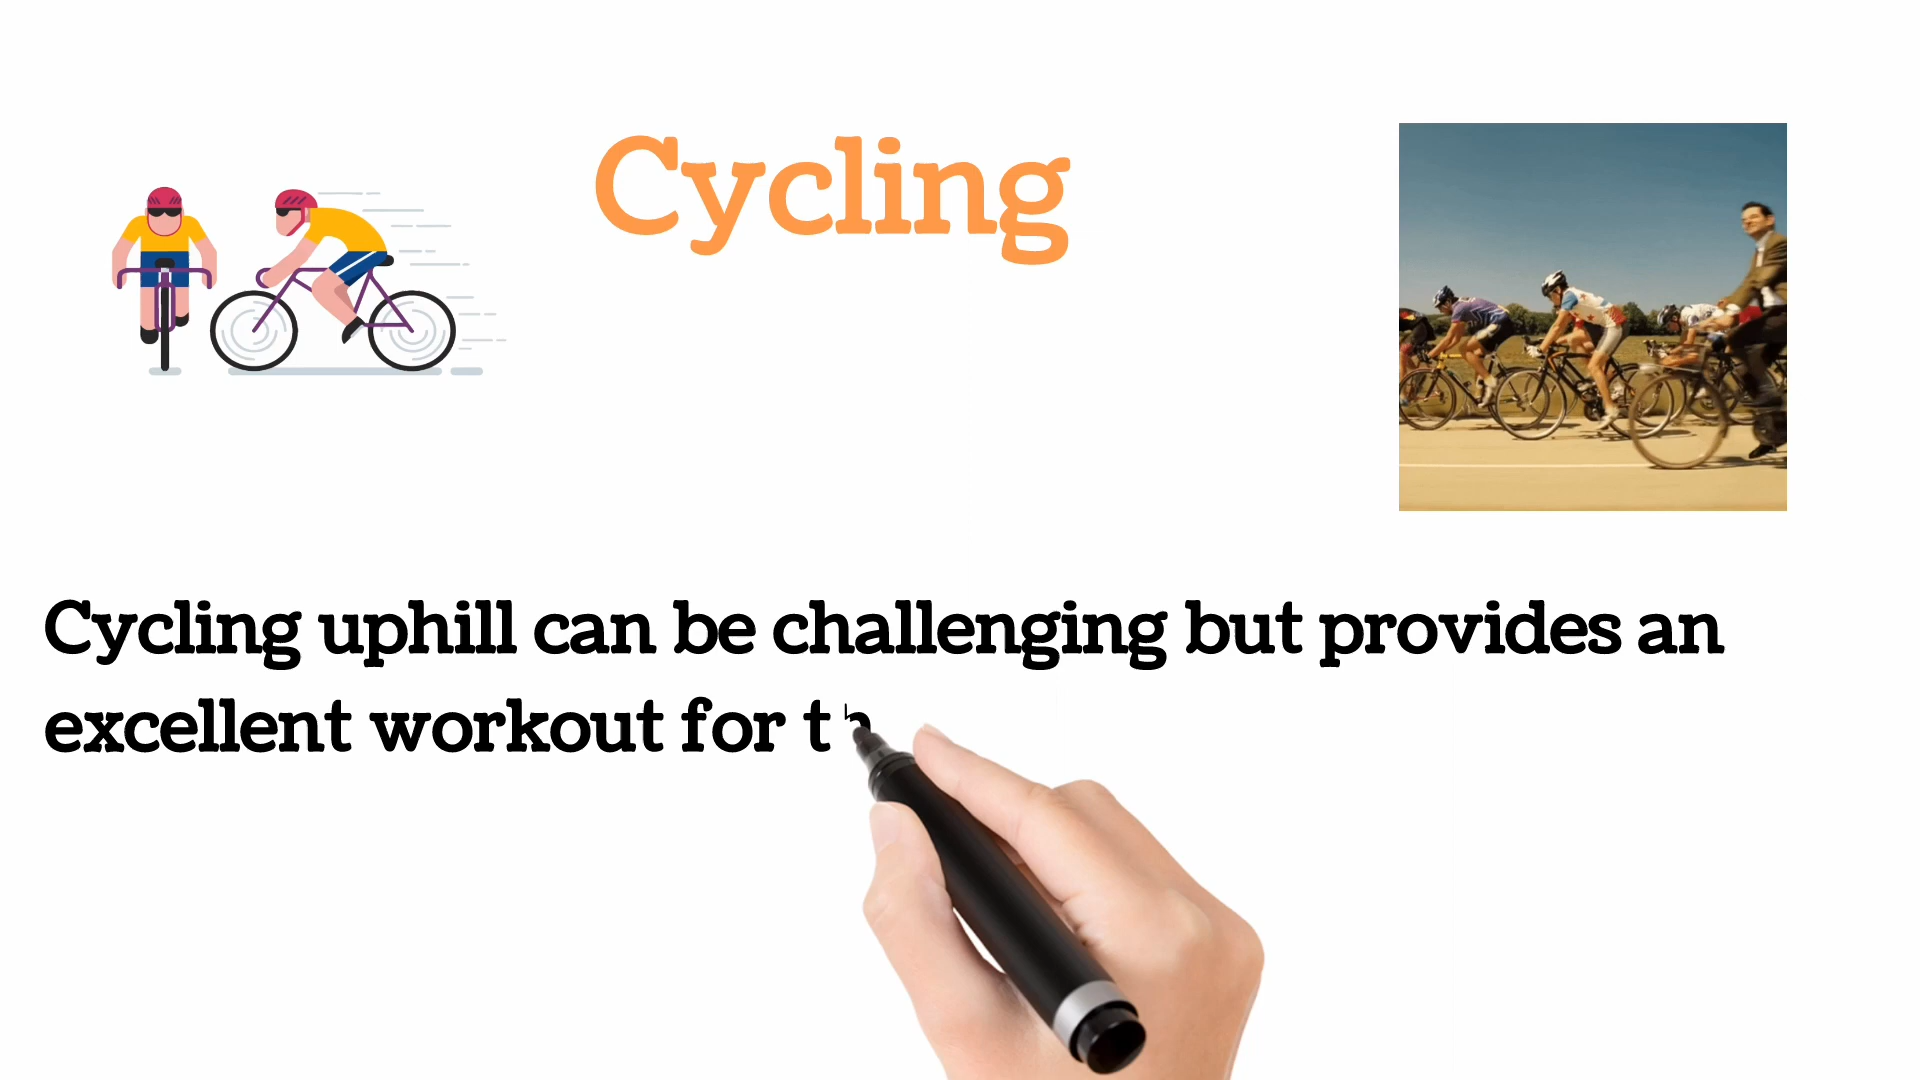 Cycling
Cycling uphill can be challenging but provides an
excellent workout for